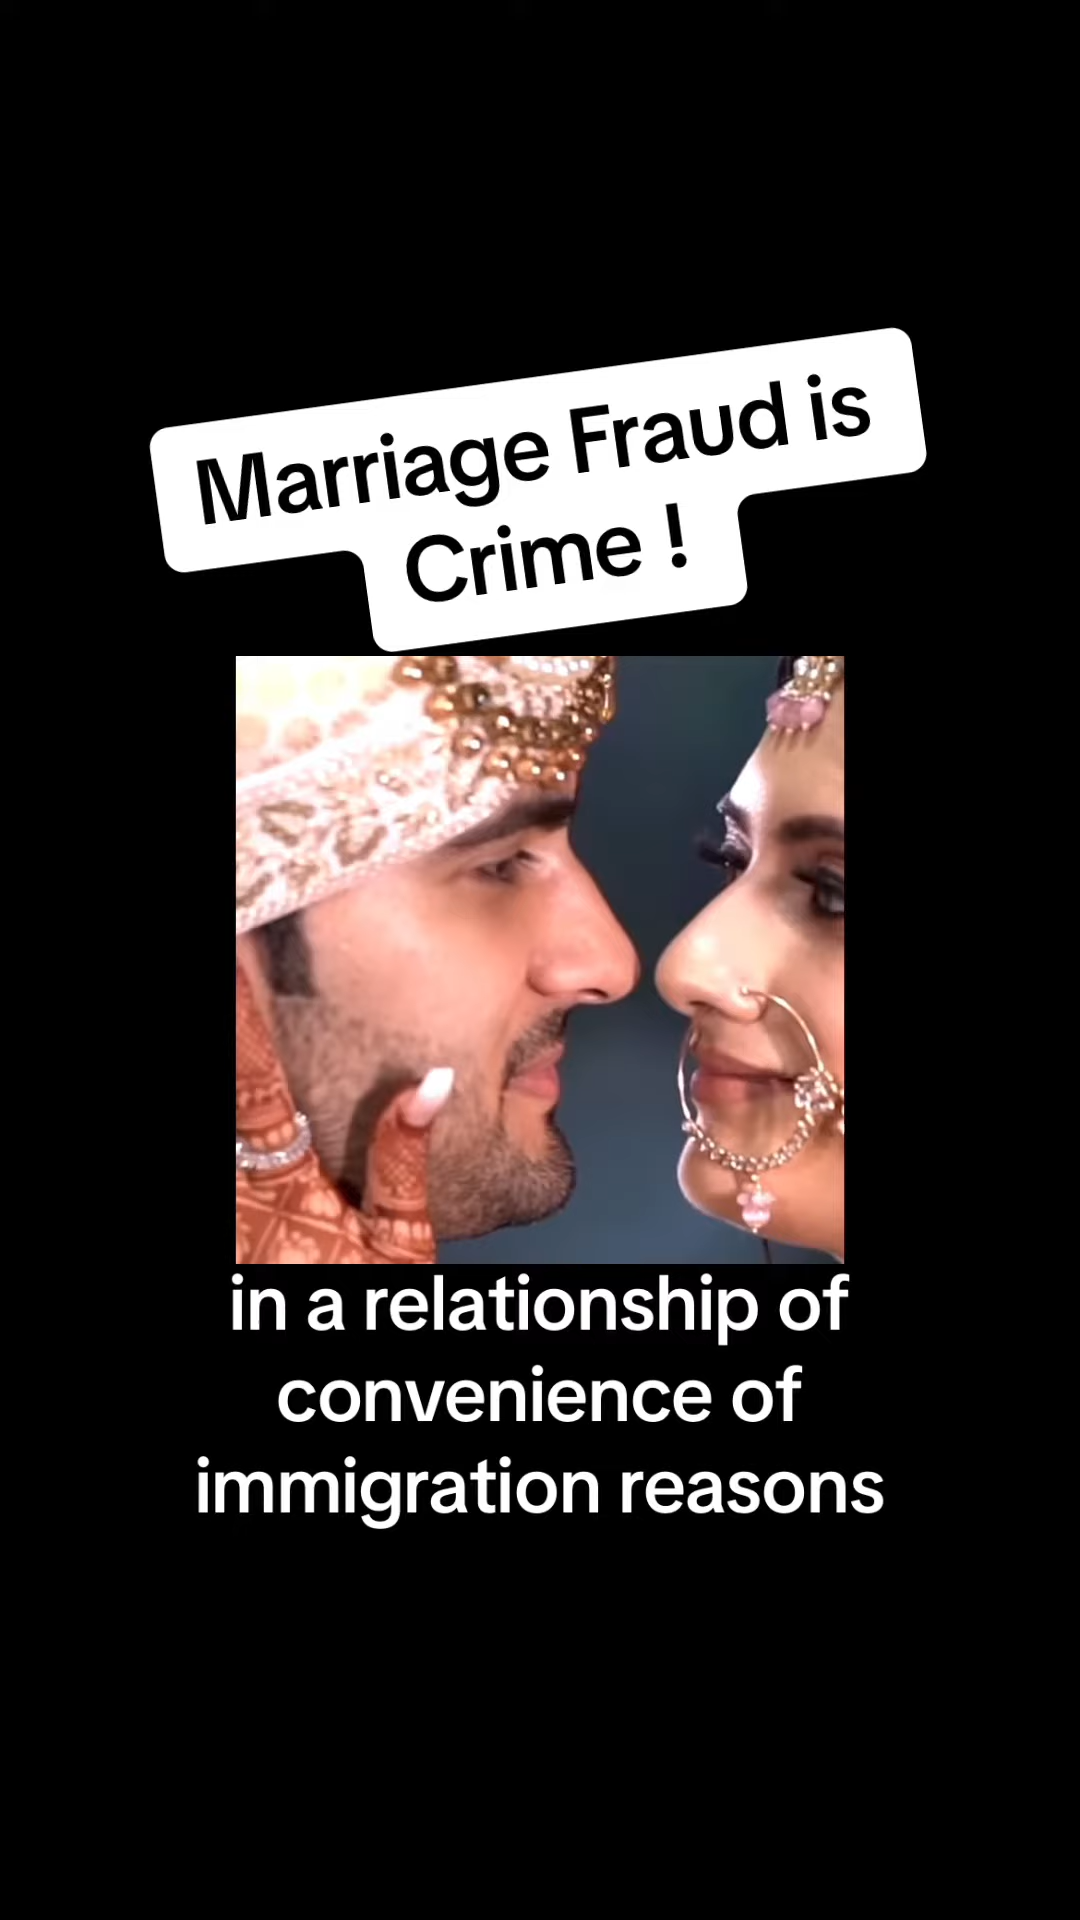 Marriage Fraud is
Crime !
in a relationship of
convenience of
immigration reasons